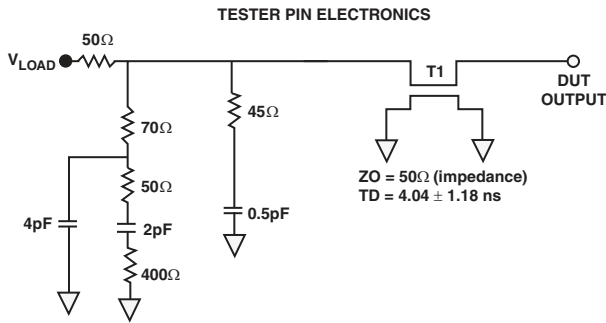 TESTER PIN ELECTRONICS
50Ω
VLOAD
T1
DUT
OUTPUT
70Ω
45Ω
50Ω
ZO = 50Ω (impedance)
TD = 4.04 ± 1.18 ns
4pF
2pF
0.5pF
400Ω